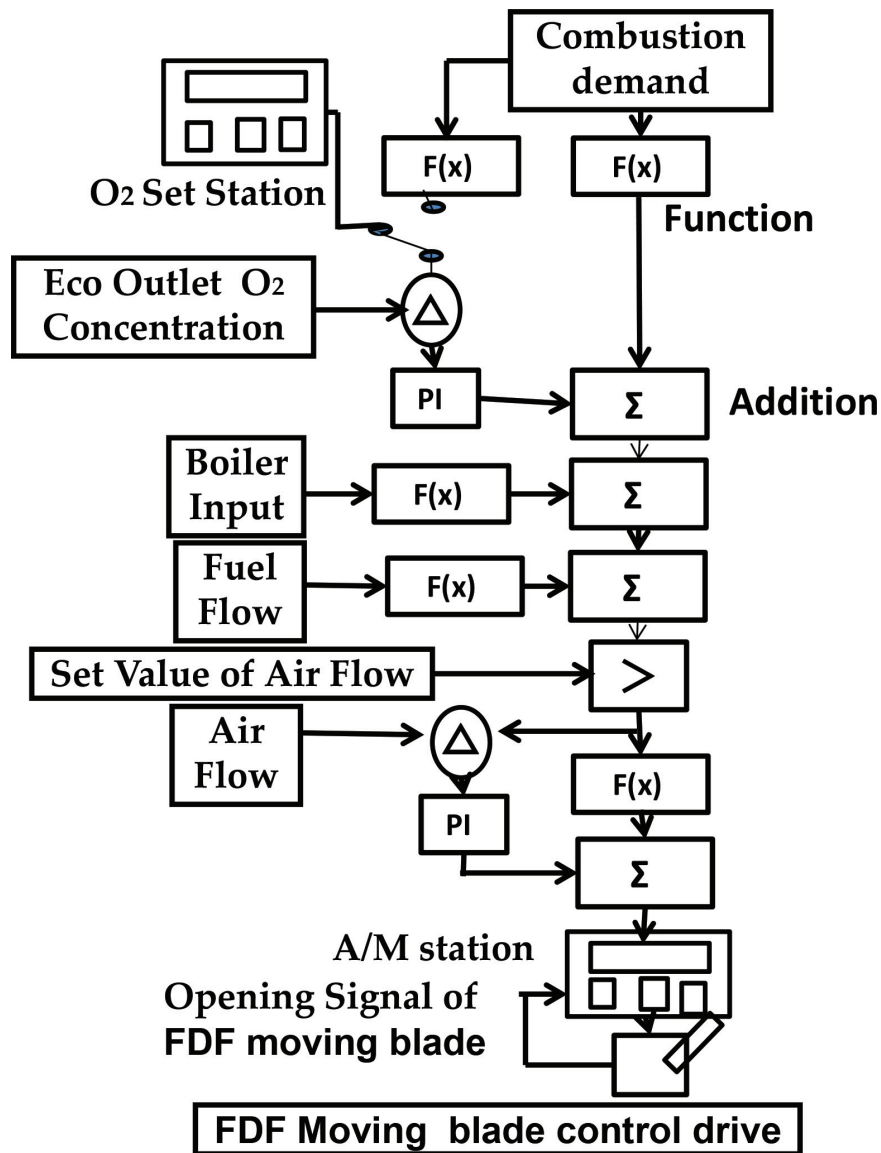 Combustion
demand
F(x)
F(x)
O₂ Set Station
Function
Eco Outlet O₂
Concentration
Δ
PI
Σ
Addition
Boiler
Input
F(x)
Σ
Fuel
Flow
F(x)
Σ
Set Value of Air Flow
>
Air
Flow
Δ
F(x)
PI
Σ
A/M station
Opening Signal of
FDF moving blade
FDF Moving blade control drive